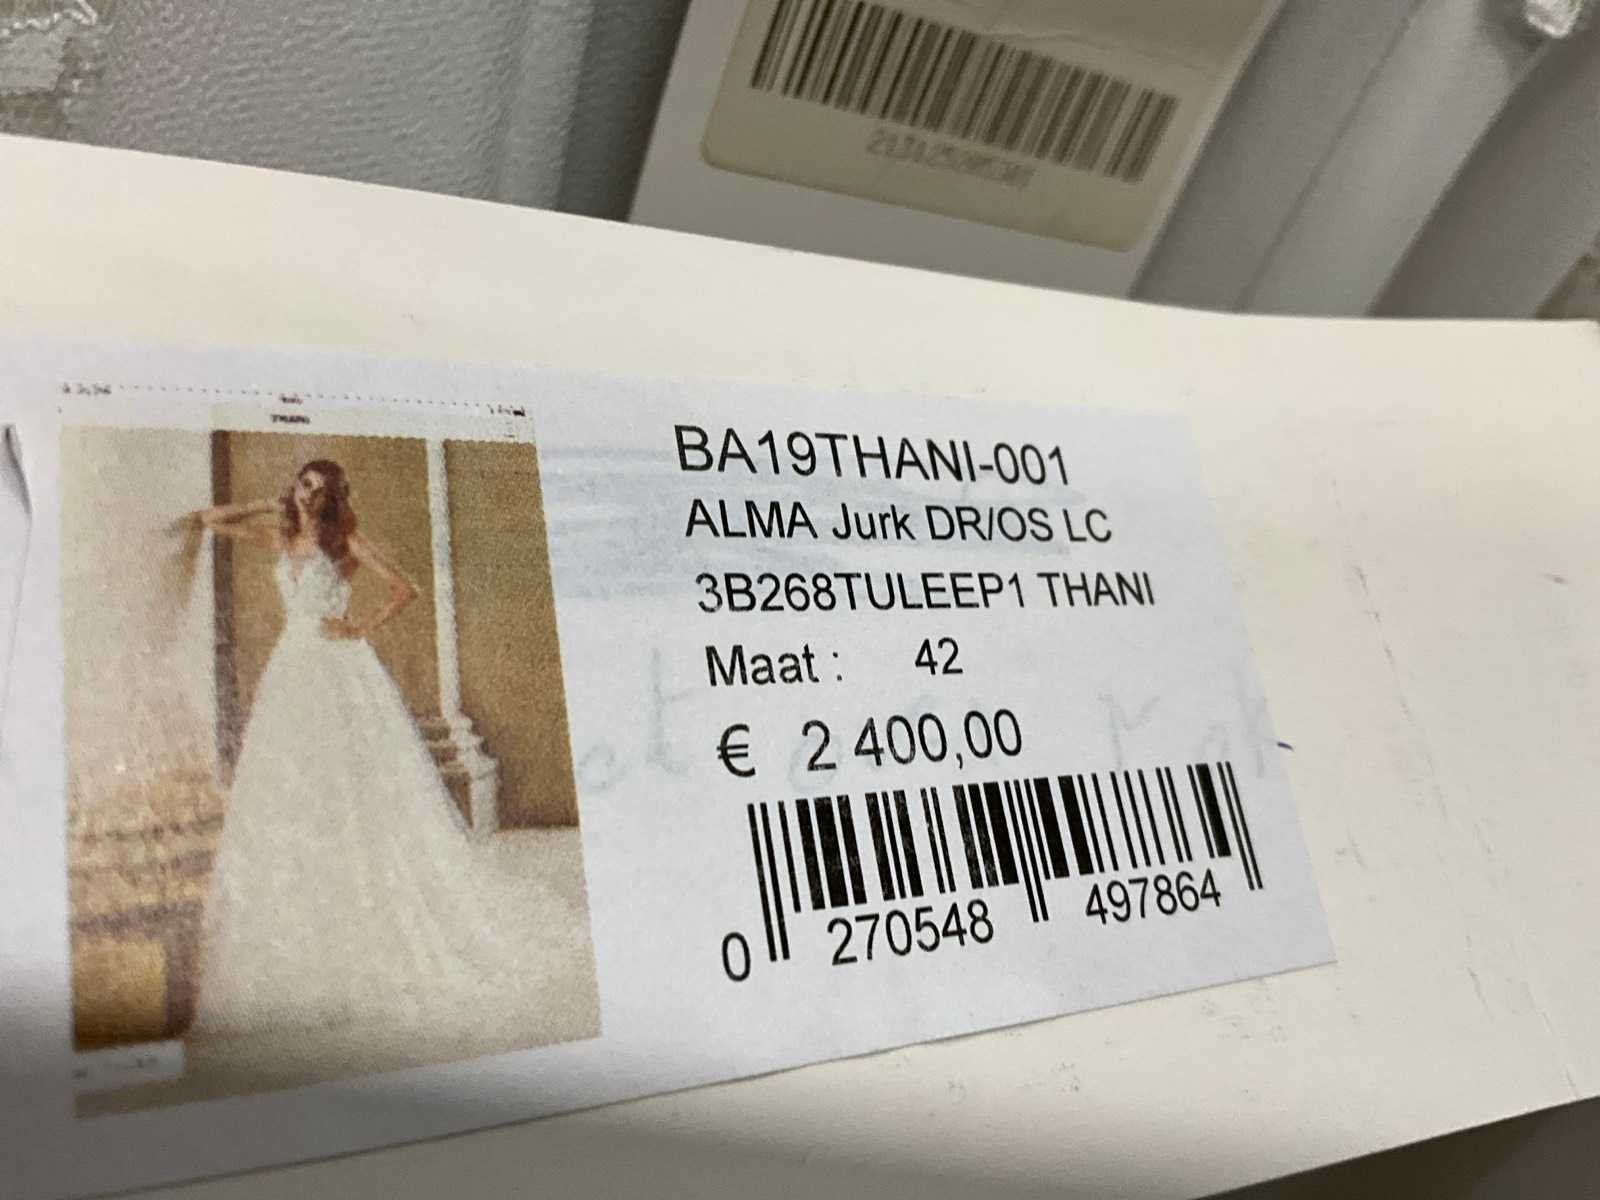 BA19THANI-001
ALMA Jurk DR/OS LC
3B268TULEEP1 THANI
Maat : 42
€ 2 400,00
0 270548 497864